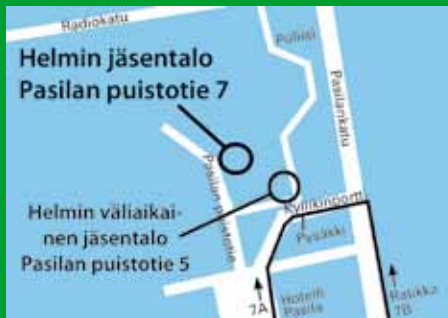 Radiokatu
Helmin jäsentalo
Pasilan puistotie 7
Poliisi
Pasilankatu
Pasilan puistotie
Helmin väliaikai-
nen jäsentalo
Pasilan puistotie 5
Kyllikinportti
Pysäkki
7A
Hotelli
Pasila
Ratikka
7B